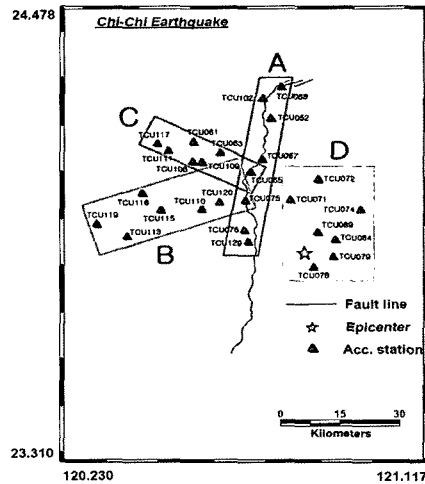 24.478
Chi-Chi Earthquake
A
TCU102
TCU068
TCU052
C
TCU117
TCU061
TCU063
TCU067
D
TCU111
TCU109
TCU065
TCU072
TCU116
TCU110
TCU120
TCU075
TCU071
TCU074
TCU119
TCU115
TCU076
TCU089
TCU084
TCU113
TCU129
TCU079
B
TCU078
Fault line
Epicenter
Acc. station
0 15 30
Kilometers
23.310
120.230
121.117